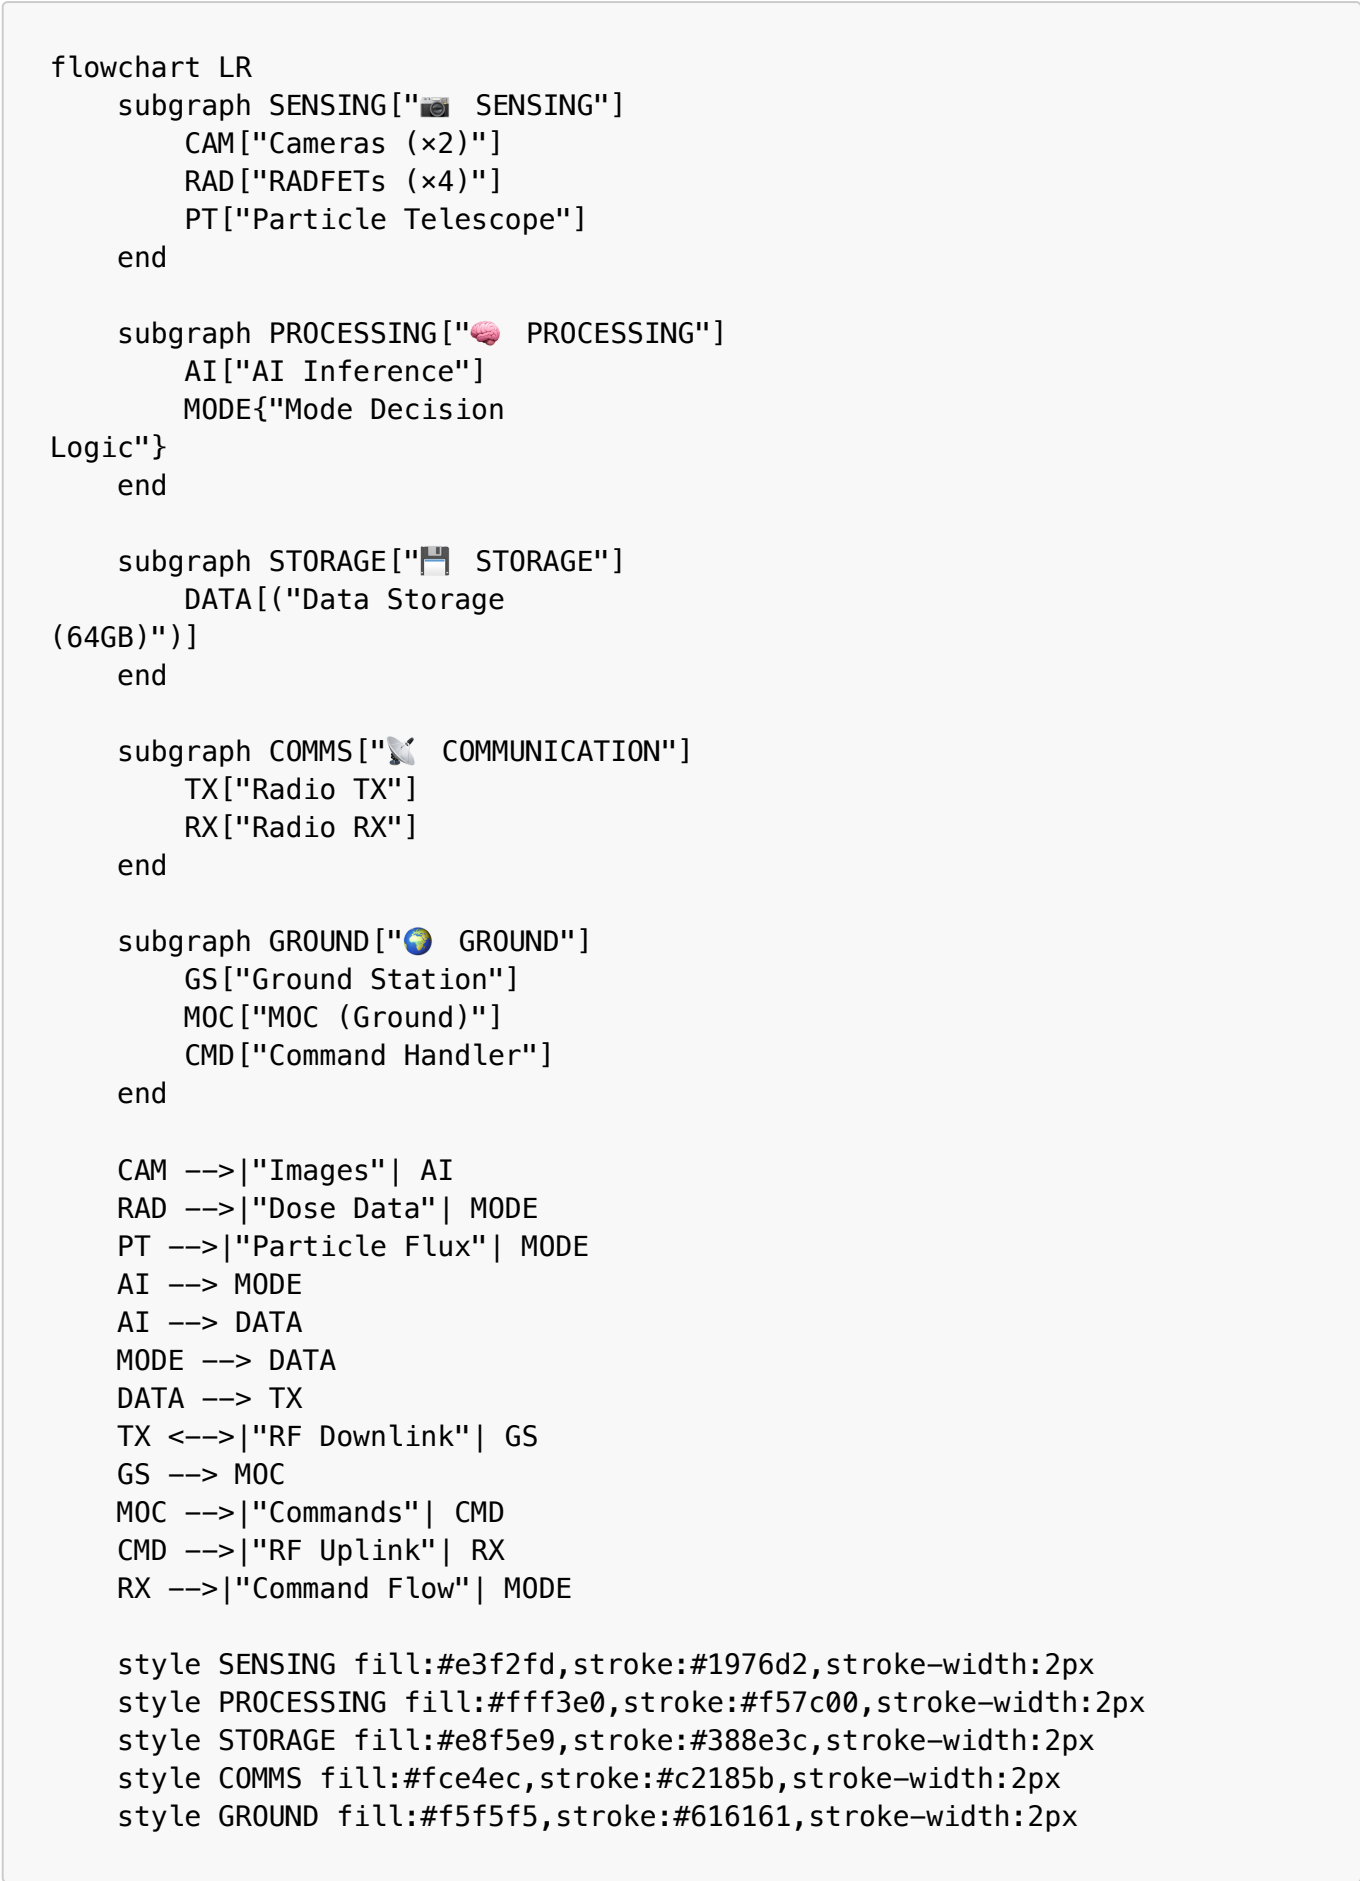 flowchart LR
    subgraph SENSING["📷 SENSING"]
        CAM["Cameras (×2)"]
        RAD["RADFETs (×4)"]
        PT["Particle Telescope"]
    end

    subgraph PROCESSING["🧠 PROCESSING"]
        AI["AI Inference"]
        MODE{"Mode Decision
Logic"}
    end

    subgraph STORAGE["💾 STORAGE"]
        DATA[("Data Storage
(64GB)")]
    end

    subgraph COMMS["📡 COMMUNICATION"]
        TX["Radio TX"]
        RX["Radio RX"]
    end

    subgraph GROUND["🌍 GROUND"]
        GS["Ground Station"]
        MOC["MOC (Ground)"]
        CMD["Command Handler"]
    end

    CAM -->|"Images"| AI
    RAD -->|"Dose Data"| MODE
    PT -->|"Particle Flux"| MODE
    AI --> MODE
    AI --> DATA
    MODE --> DATA
    DATA --> TX
    TX <-->|"RF Downlink"| GS
    GS --> MOC
    MOC -->|"Commands"| CMD
    CMD -->|"RF Uplink"| RX
    RX -->|"Command Flow"| MODE

    style SENSING fill:#e3f2fd,stroke:#1976d2,stroke-width:2px
    style PROCESSING fill:#fff3e0,stroke:#f57c00,stroke-width:2px
    style STORAGE fill:#e8f5e9,stroke:#388e3c,stroke-width:2px
    style COMMS fill:#fce4ec,stroke:#c2185b,stroke-width:2px
    style GROUND fill:#f5f5f5,stroke:#616161,stroke-width:2px